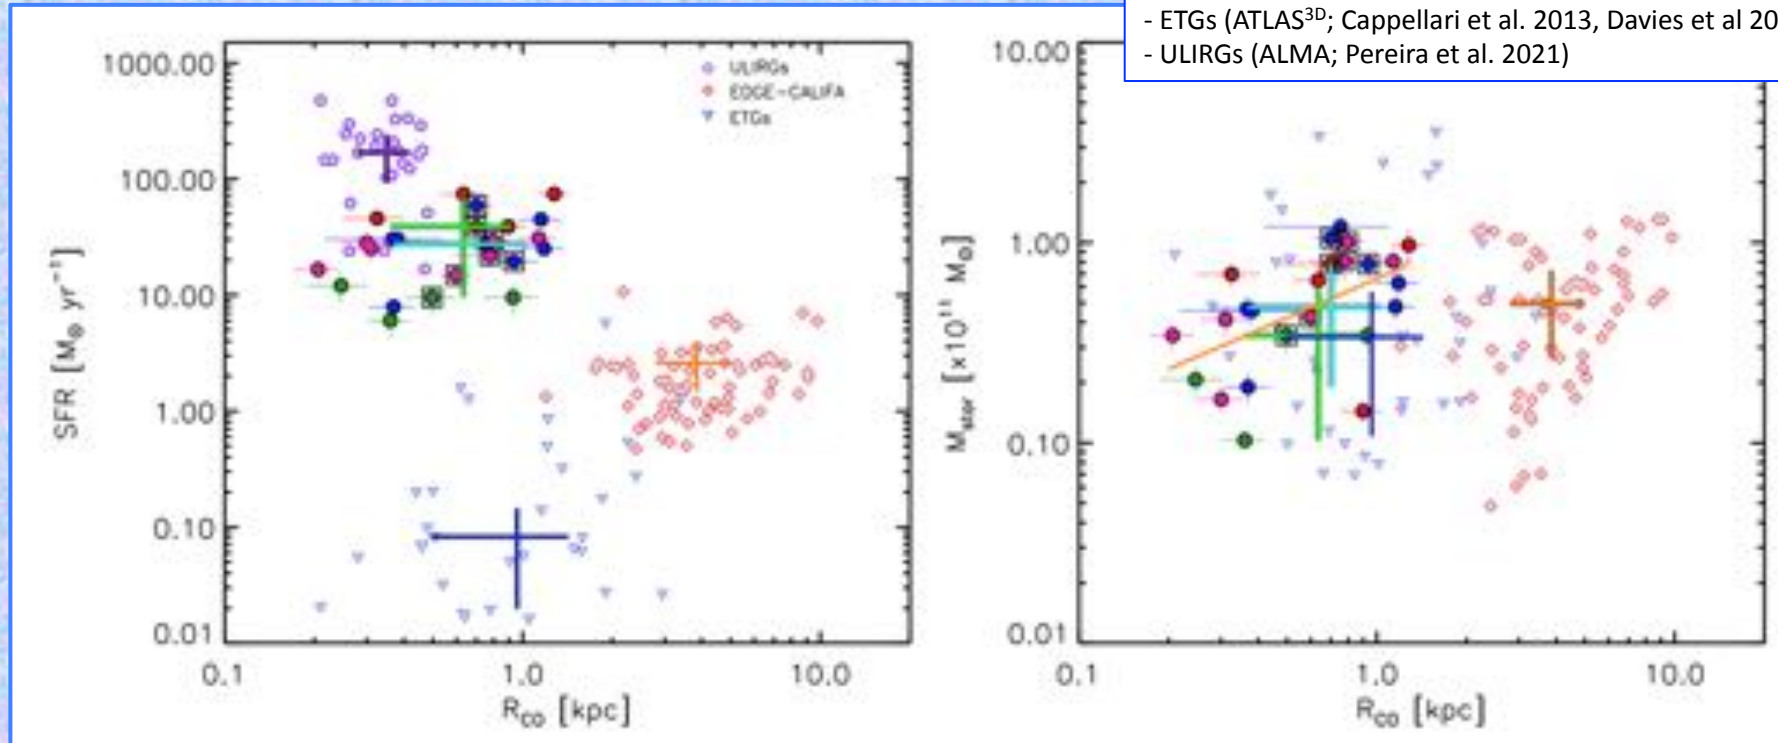 - ETGs (ATLAS3D; Cappellari et al. 2013, Davies et al 20
- ULIRGs (ALMA; Pereira et al. 2021)
1000.00
100.00
10.00
1.00
0.10
0.01
SFR [M⊙ yr⁻¹]
ULIRGs
EDGE-CALIFA
ETGs
0.1
1.0
10.0
RCO [kpc]
10.00
1.00
0.10
0.01
Mstar [x10¹¹ M⊙]
0.1
1.0
10.0
RCO [kpc]